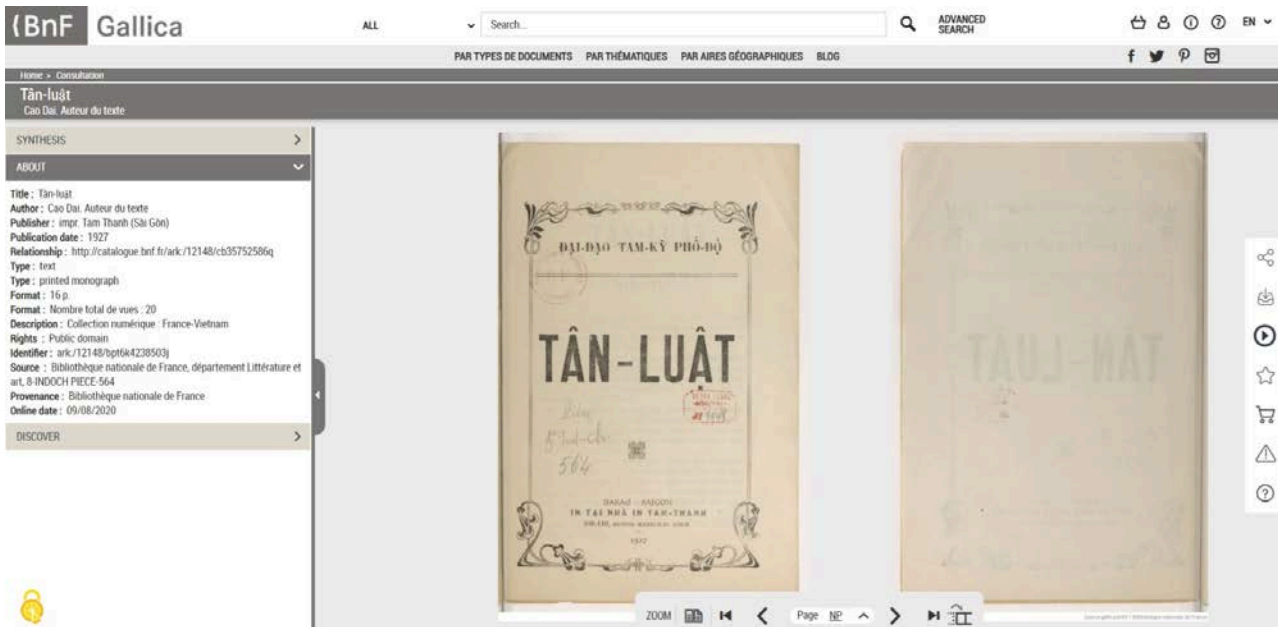 (BnF Gallica
ALL
Search...
ADVANCED SEARCH
EN
PAR TYPES DE DOCUMENTS PAR THÉMATIQUES PAR AIRES GÉOGRAPHIQUES BLOG
Home > Consultation
Tân-luật
Cao Dai. Auteur du texte
SYNTHESIS
ABOUT
Title : Tân-luật
Author : Cao Dai. Auteur du texte
Publisher : impr. Tam Thanh (Sài Gòn)
Publication date : 1927
Relationship : http://catalogue.bnf.fr/ark:/12148/cb35752586q
Type : text
Type : printed monograph
Format : 16 p.
Format : Nombre total de vues : 20
Description : Collection numérique : France-Vietnam
Rights : Public domain
Identifier : ark:/12148/bpt6k4238503j
Source : Bibliothèque nationale de France, département Littérature et
art, 8-INDOCH PIECE-564
Provenance : Bibliothèque nationale de France
Online date : 09/08/2020
DISCOVER
ĐẠI-ĐẠO TAM-KỲ PHỔ-ĐỘ
TÂN-LUẬT
564
DAKAO - SAIGON
IN TẠI NHÀ IN TAM-THANH
1927
ZOOM
Page NP